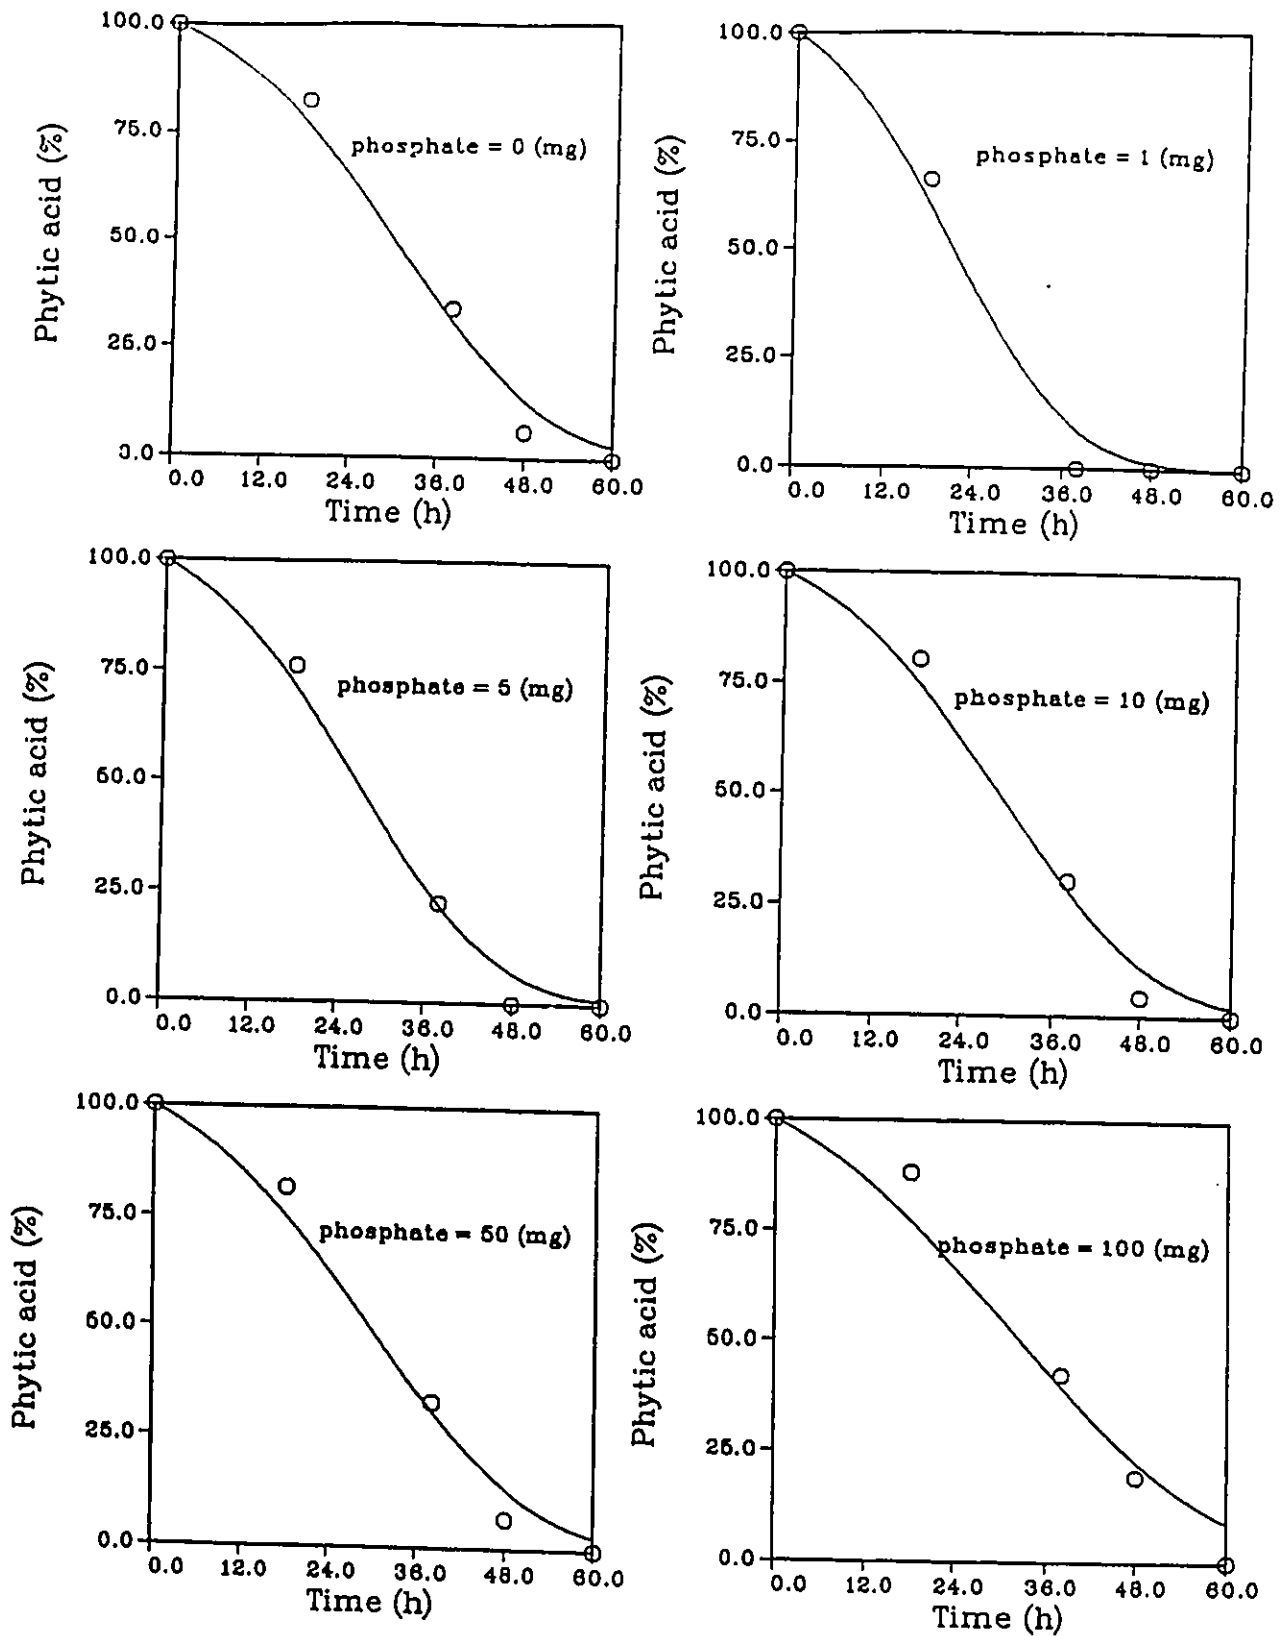 100.0
75.0
50.0
25.0
0.0
Phytic acid (%)
phosphate = 0 (mg)
0.0 12.0 24.0 36.0 48.0 60.0
Time (h)
100.0
75.0
50.0
25.0
0.0
Phytic acid (%)
phosphate = 1 (mg)
0.0 12.0 24.0 36.0 48.0 60.0
Time (h)
100.0
75.0
50.0
25.0
0.0
Phytic acid (%)
phosphate = 5 (mg)
0.0 12.0 24.0 36.0 48.0 60.0
Time (h)
100.0
75.0
50.0
25.0
0.0
Phytic acid (%)
phosphate = 10 (mg)
0.0 12.0 24.0 36.0 48.0 60.0
Time (h)
100.0
75.0
50.0
25.0
0.0
Phytic acid (%)
phosphate = 50 (mg)
0.0 12.0 24.0 36.0 48.0 60.0
Time (h)
100.0
75.0
50.0
25.0
0.0
Phytic acid (%)
phosphate = 100 (mg)
0.0 12.0 24.0 36.0 48.0 60.0
Time (h)